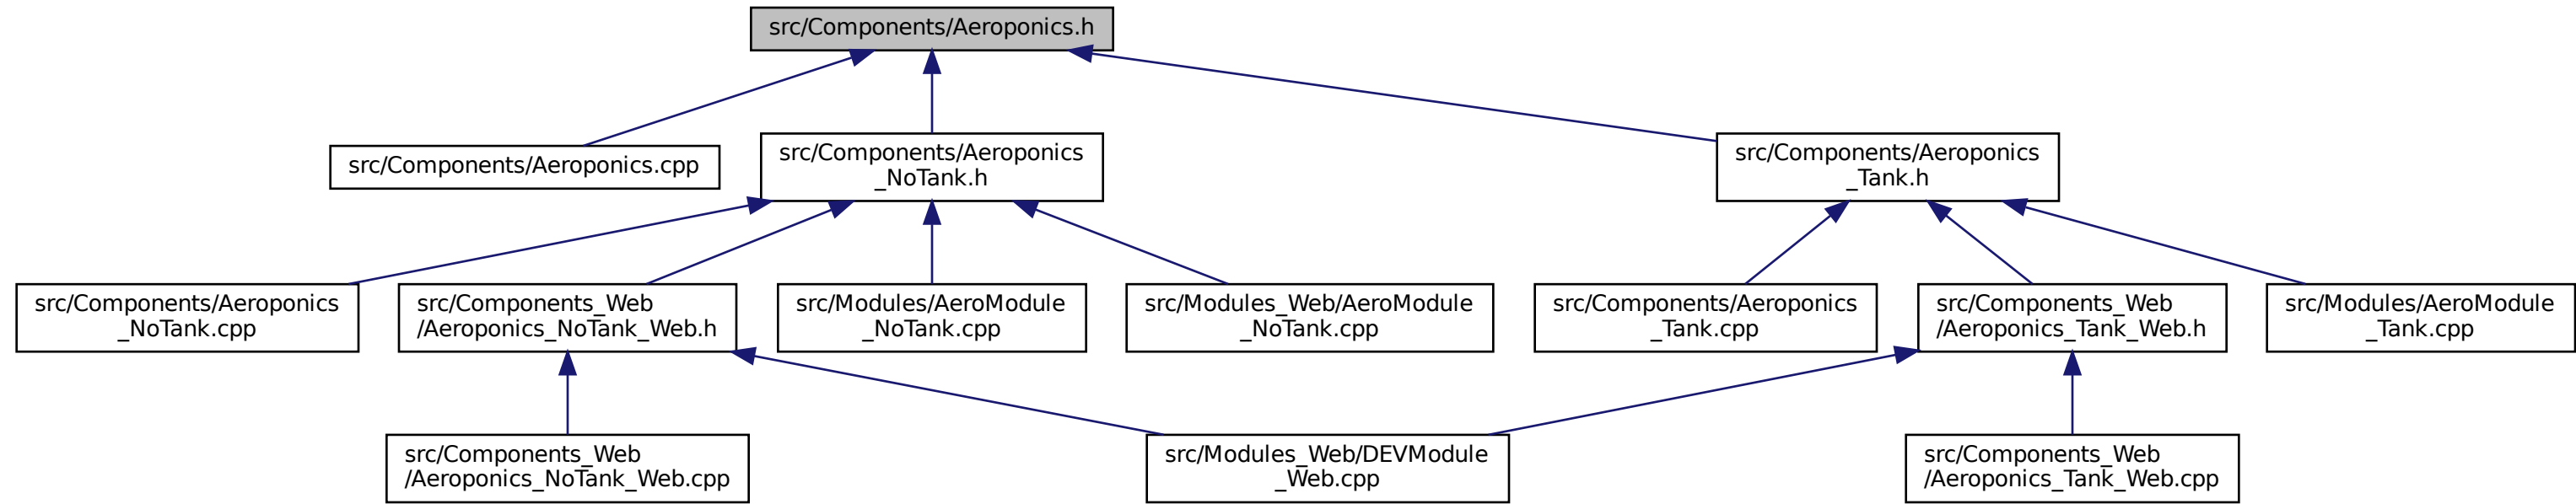 src/Components/Aeroponics.h
src/Components/Aeroponics.cpp
src/Components/Aeroponics
_NoTank.h
src/Components/Aeroponics
_Tank.h
src/Components/Aeroponics
_NoTank.cpp
src/Components_Web
/Aeroponics_NoTank_Web.h
src/Modules/AeroModule
_NoTank.cpp
src/Modules_Web/AeroModule
_NoTank.cpp
src/Components/Aeroponics
_Tank.cpp
src/Components_Web
/Aeroponics_Tank_Web.h
src/Modules/AeroModule
_Tank.cpp
src/Components_Web
/Aeroponics_NoTank_Web.cpp
src/Modules_Web/DEVModule
_Web.cpp
src/Components_Web
/Aeroponics_Tank_Web.cpp